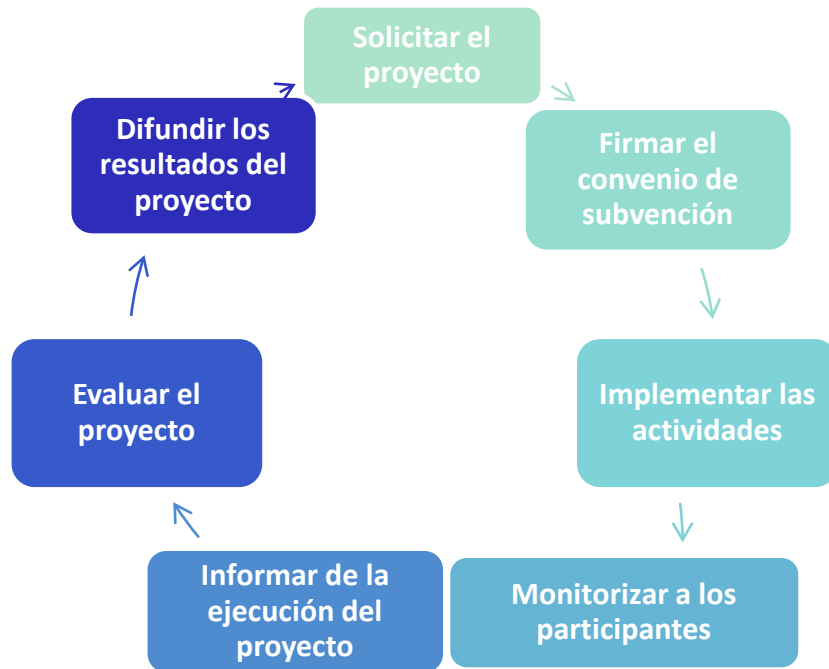 Solicitar el
proyecto
Firmar el
convenio de
subvención
Implementar las
actividades
Monitorizar a los
participantes
Informar de la
ejecución del
proyecto
Evaluar el
proyecto
Difundir los
resultados del
proyecto